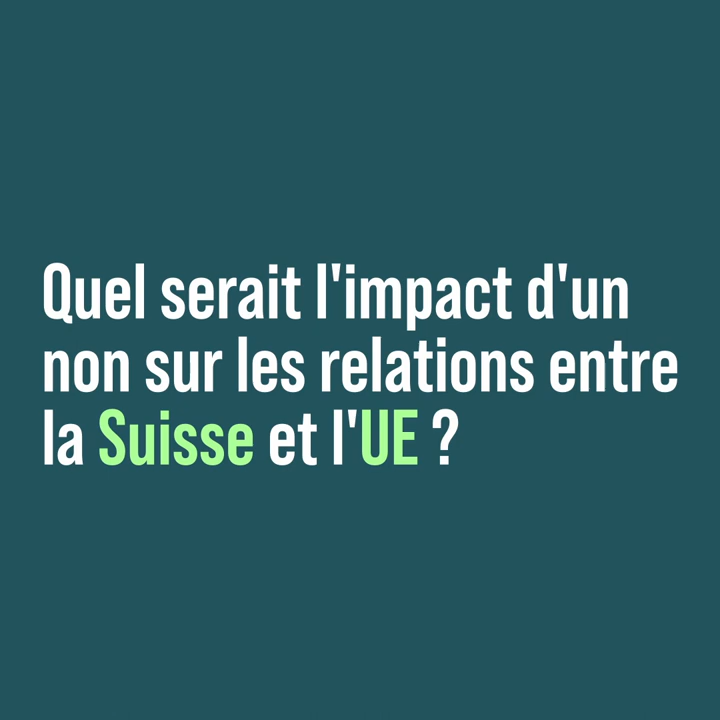 Quel serait l'impact d'un
non sur les relations entre
la Suisse et l'UE ?